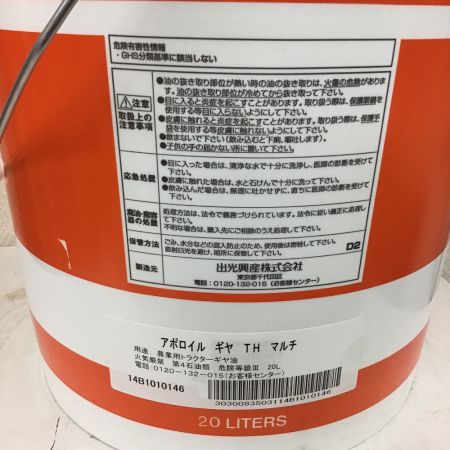 危険有害性情報
・GHS分類基準に該当しない
⚠注意
取扱上の
注意事項
●油の抜き取り部位が熱い時の油の抜き取りは、火傷の危険がありま
す。油の抜き取り部位が冷めてから抜き取って下さい。
●目に入ると炎症を起こすことがあります。取り扱う際は、保護眼鏡を
使用する等目に入らないようにして下さい。
●皮膚に触れると炎症を起こすことがあります。取り扱う際は、保護手
袋を使用する等皮膚に触れないようにして下さい。
●飲まないで下さい(飲み込むと下痢、嘔吐します)。
●子供の手の届かない所に置いて下さい。
応急処置
●目に入った場合は、清浄な水で十分に洗浄し、医師の診断を受けて
下さい。
●皮膚に触れた場合は、水と石けんで十分に洗って下さい。
●飲み込んだ場合は、無理に吐かせずに、直ちに医師の診断を受けて
下さい。
廃油・廃容
器の処置
処理方法は、法令で義務づけられています。法令に従い適正に処理し
て下さい。
不明な場合は、購入先にご相談のうえ処理して下さい。
保管方法
ごみ、水分などの混入防止のため、使用後は密栓して下さい。
直射日光を避け、暗所に保管して下さい。
D2
製造元
出光興産株式会社
東京都千代田区
電話:0120-132-015(お客様センター)
アポロイル ギヤ TH マルチ
用途 農業用トラクターギヤ油
火気厳禁 第4石油類 危険等級Ⅲ 20L
電話:0120-132-015(お客様センター)
14B1010146
3030083503114B1010146
20 LITERS